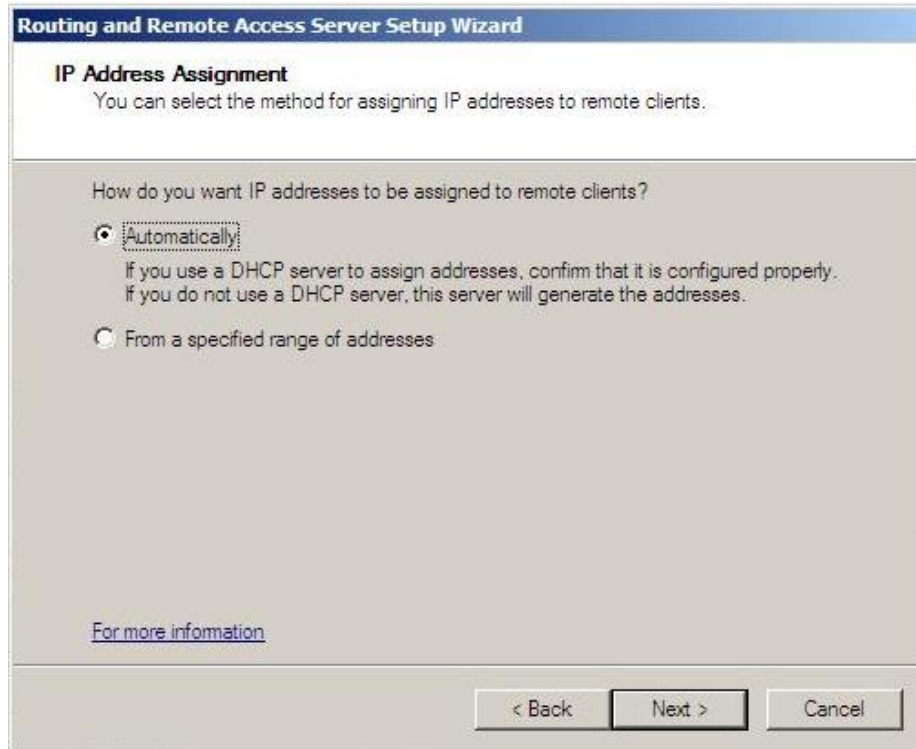 Routing and Remote Access Server Setup Wizard
IP Address Assignment
You can select the method for assigning IP addresses to remote clients.
How do you want IP addresses to be assigned to remote clients?
Automatically
If you use a DHCP server to assign addresses, confirm that it is configured properly.
If you do not use a DHCP server, this server will generate the addresses.
From a specified range of addresses
For more information
< Back
Next >
Cancel